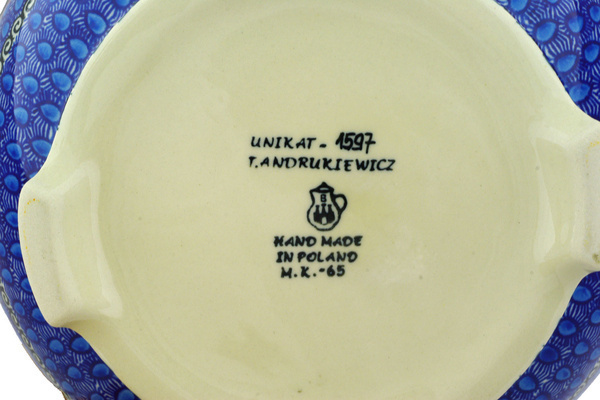 UNIKAT - 1597
T. ANDRUKIEWICZ
B
HAND MADE
IN POLAND
M.K.-65